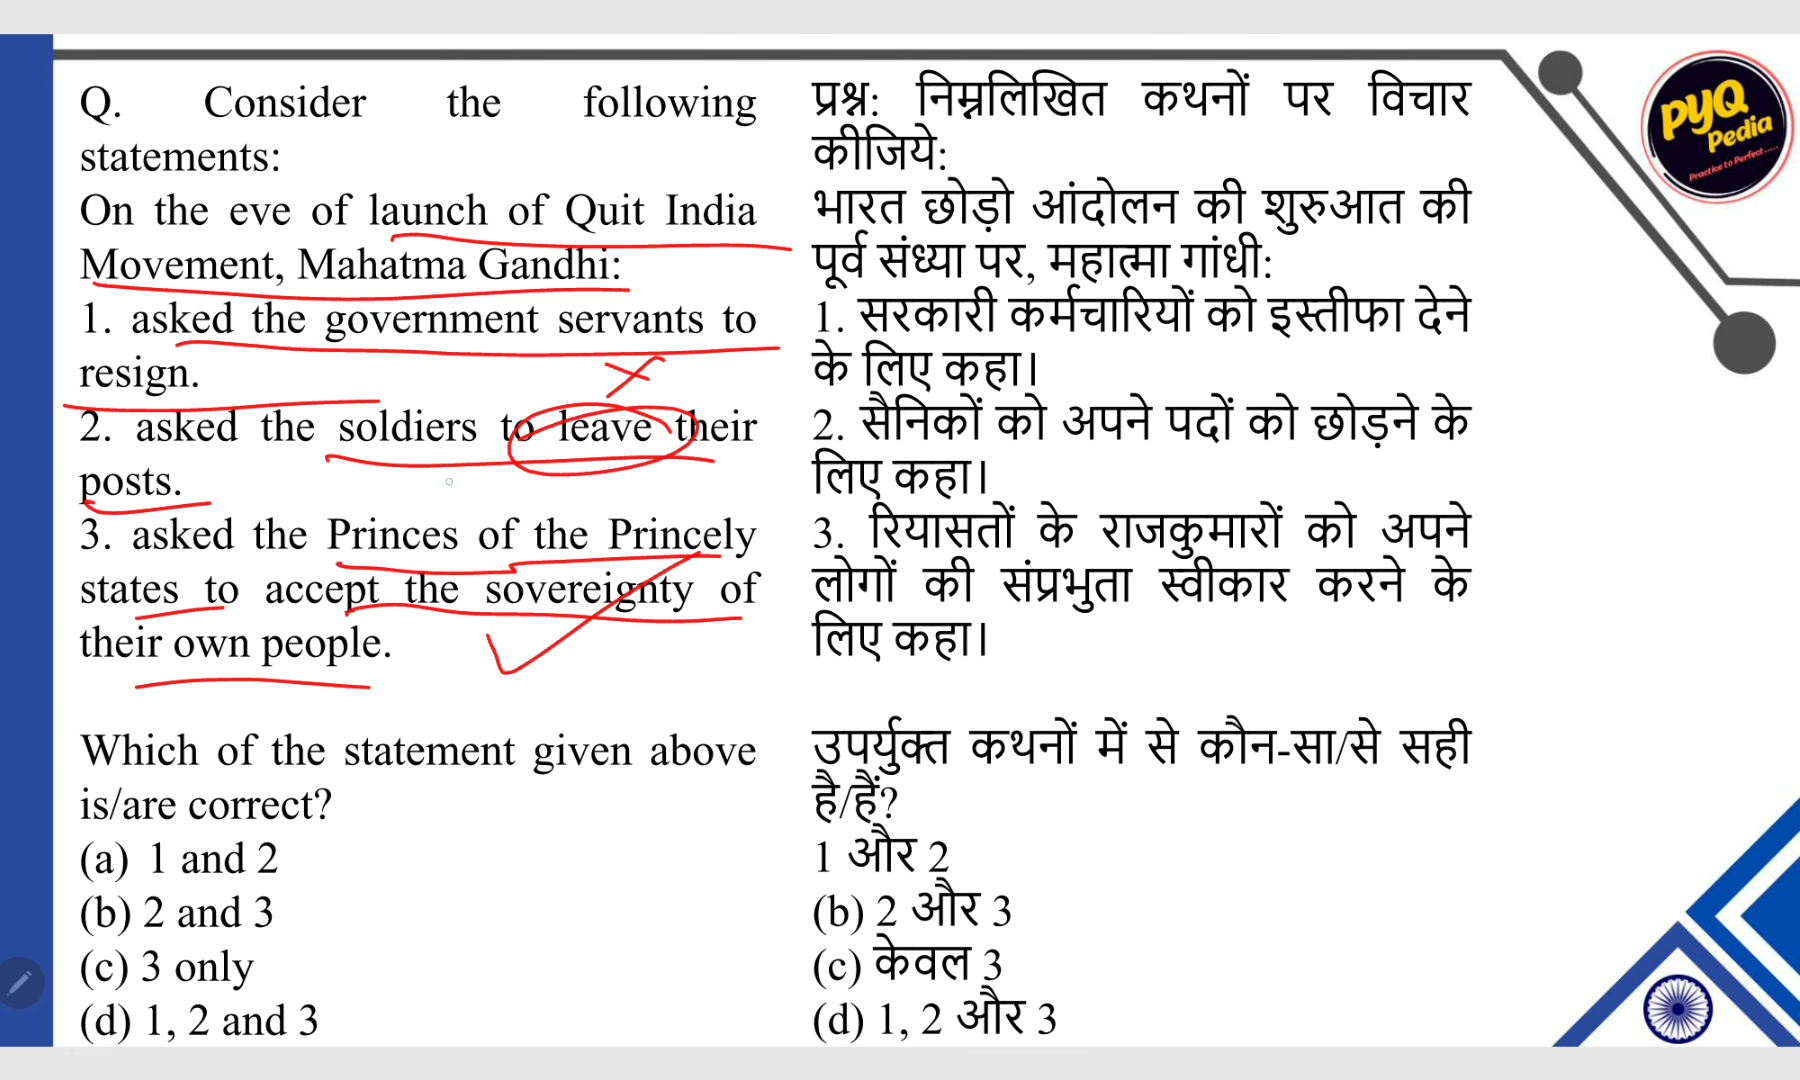 Q. Consider the following
statements:
On the eve of launch of Quit India
Movement, Mahatma Gandhi:
1. asked the government servants to
resign.
2. asked the soldiers to leave their
posts.
3. asked the Princes of the Princely
states to accept the sovereignty of
their own people.
Which of the statement given above
is/are correct?
(a) 1 and 2
(b) 2 and 3
(c) 3 only
(d) 1, 2 and 3
प्रश्न: निम्नलिखित कथनों पर विचार
कीजिये:
भारत छोड़ो आंदोलन की शुरुआत की
पूर्व संध्या पर, महात्मा गांधी:
1. सरकारी कर्मचारियों को इस्तीफा देने
के लिए कहा।
2. सैनिकों को अपने पदों को छोड़ने के
लिए कहा।
3. रियासतों के राजकुमारों को अपने
लोगों की संप्रभुता स्वीकार करने के
लिए कहा।
उपर्युक्त कथनों में से कौन-सा/से सही
है/हैं?
1 और 2
(b) 2 और 3
(c) केवल 3
(d) 1, 2 और 3
PYQ
Pedia
Practice to Perfect.....